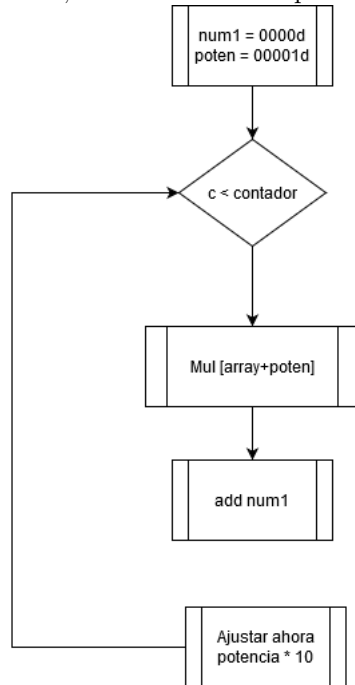 num1 = 0000d
poten = 00001d
c < contador
Mul [array+poten]
add num1
Ajustar ahora
potencia * 10